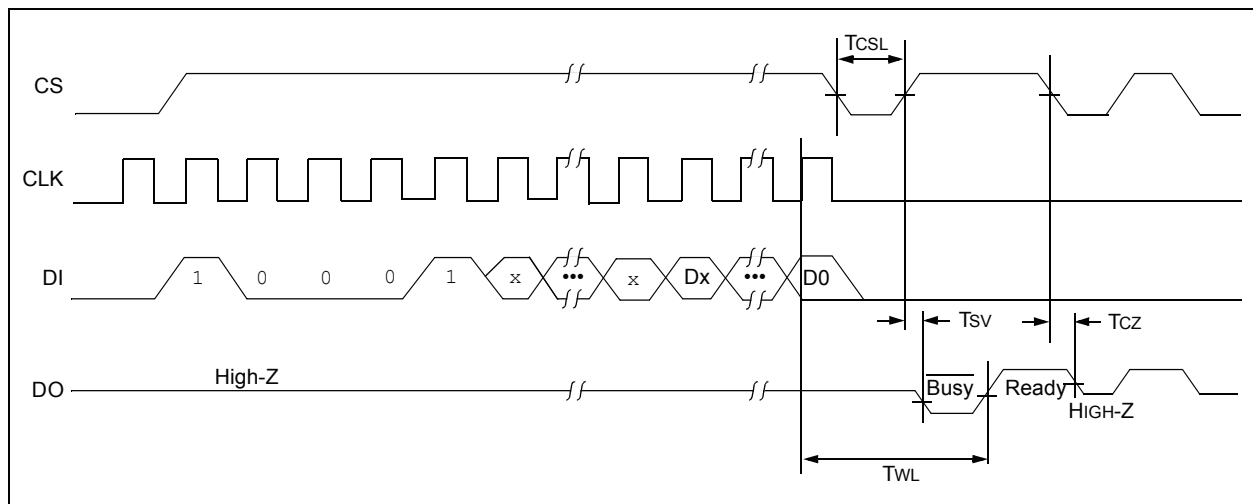 TCSL
CS
CLK
DI 1 0 0 0 1 x ••• x Dx ••• D0
TSV TCZ
High-Z
DO Busy Ready
HIGH-Z
TWL